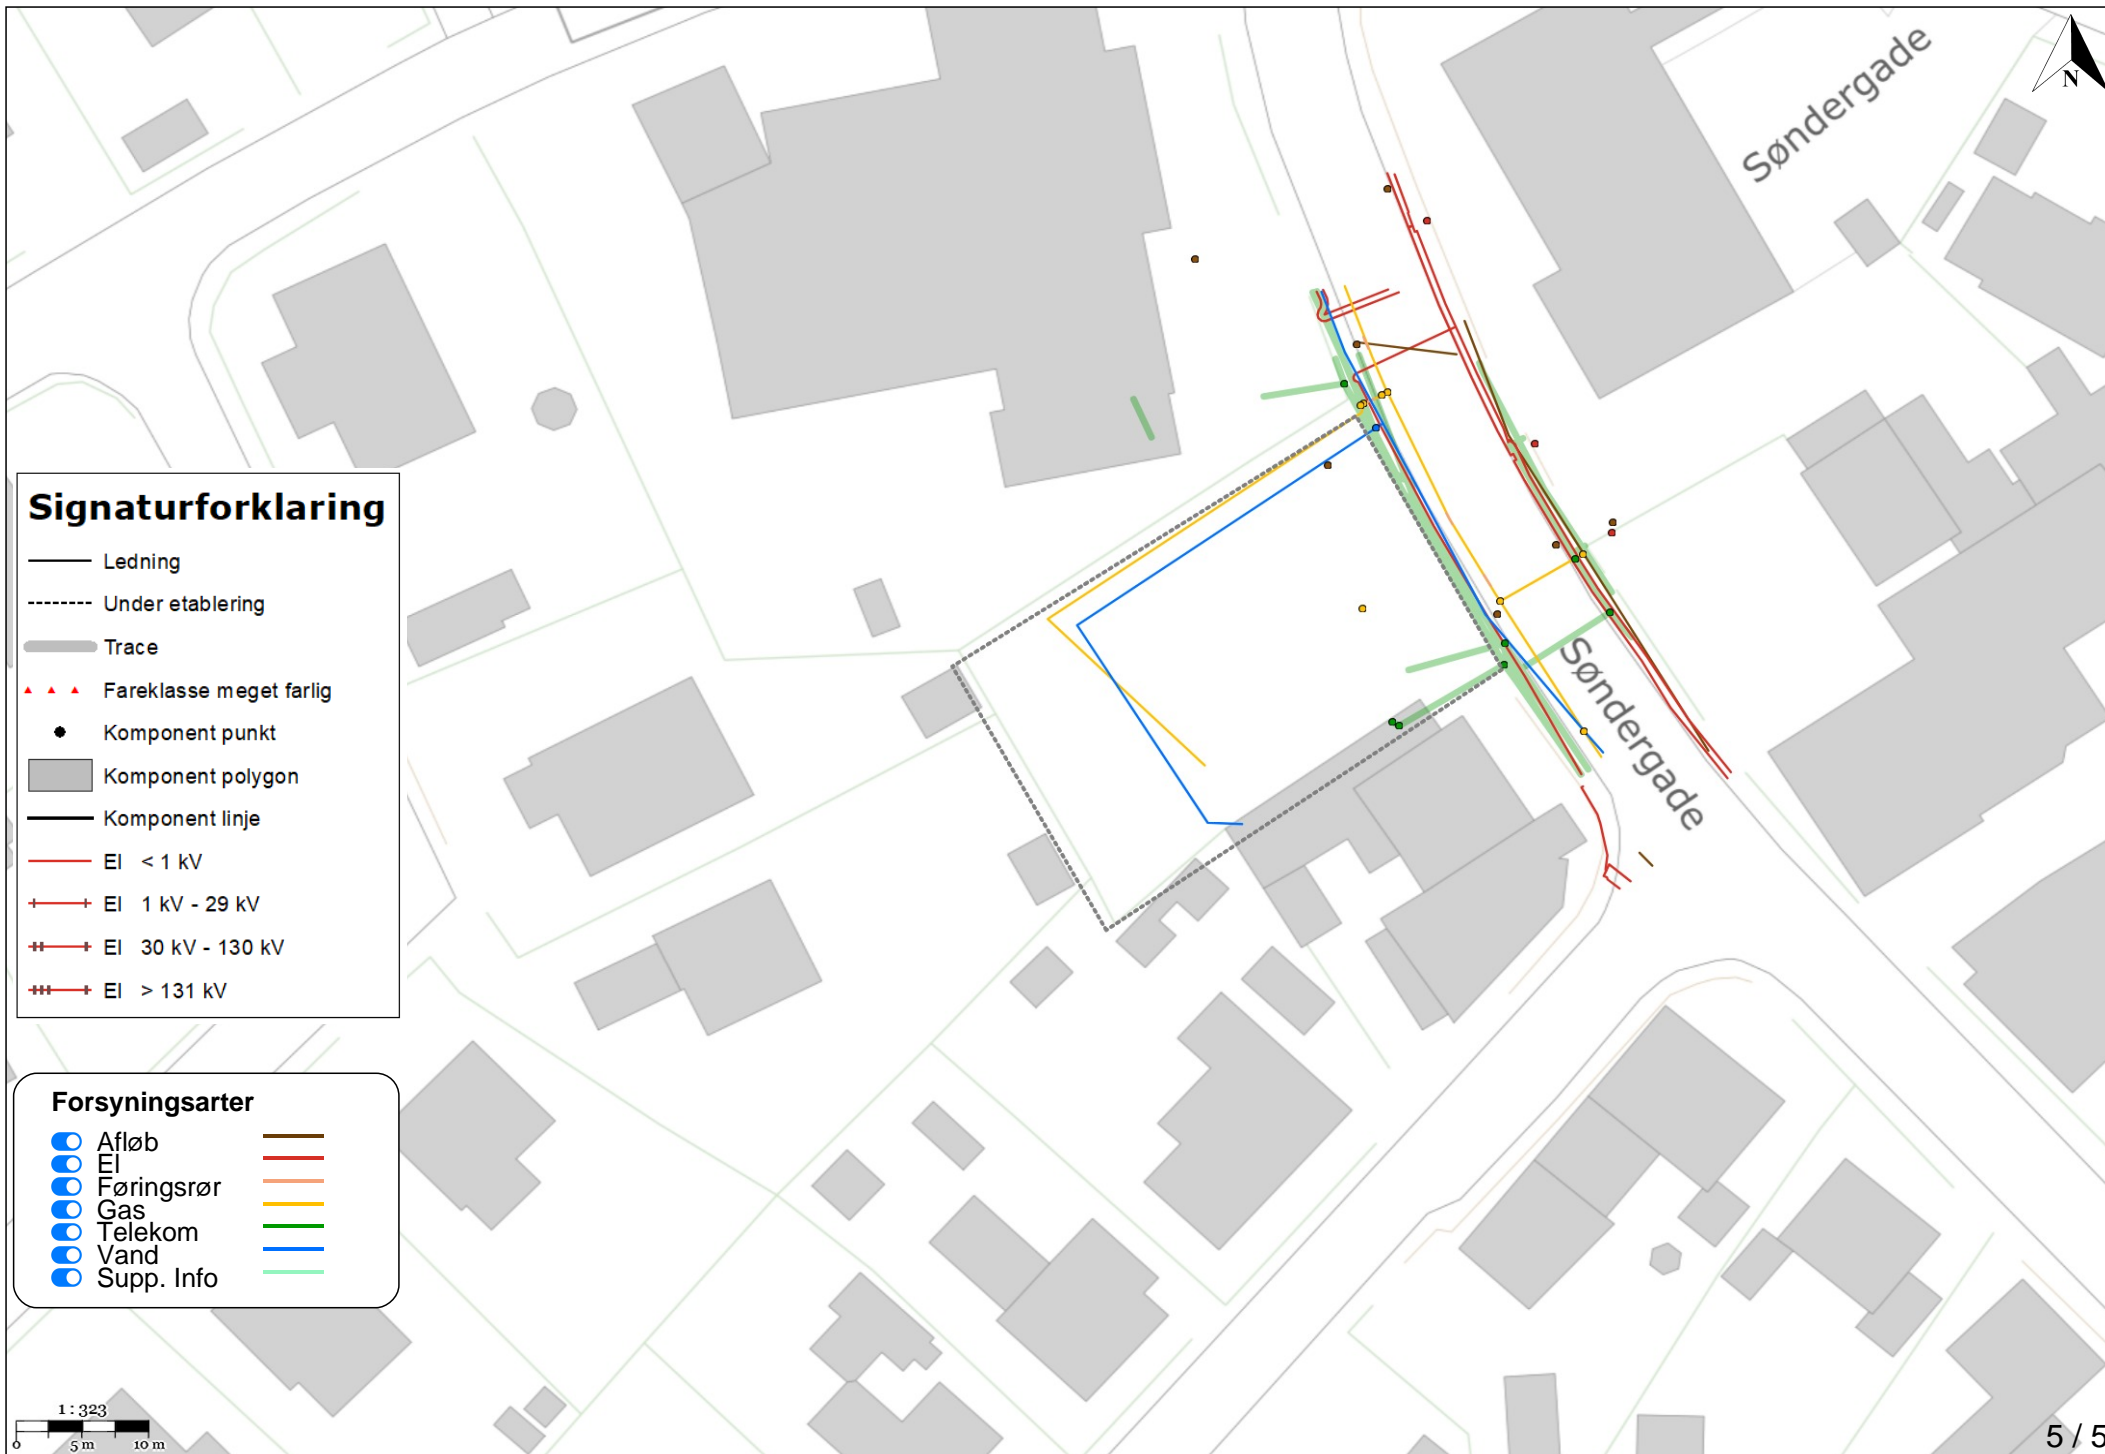 Søndergade
N
Signaturforklaring
Ledning
Under etablering
Trace
Fareklasse meget farlig
Komponent punkt
Komponent polygon
Komponent linje
El < 1 kV
El 1 kV - 29 kV
El 30 kV - 130 kV
El > 131 kV
Søndergade
Forsyningsarter
Afløb
El
Føringsrør
Gas
Telekom
Vand
Supp. Info
1 : 323
0 5 m 10 m
5 / 5